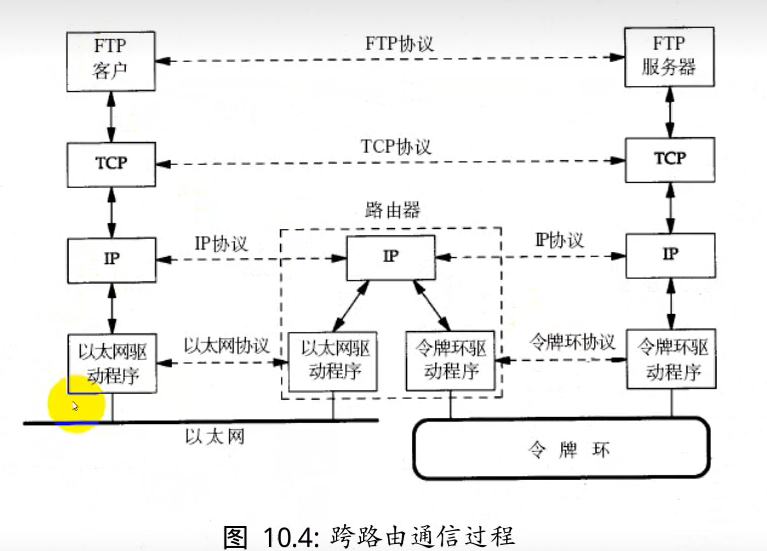 FTP
客户
FTP协议
FTP
服务器
TCP
TCP协议
TCP
路由器
IP
IP协议
IP
IP协议
IP
以太网驱
动程序
以太网协议
以太网驱
动程序
令牌环驱
动程序
令牌环协议
令牌环驱
动程序
以太网
令 牌 环
图 10.4: 跨路由通信过程